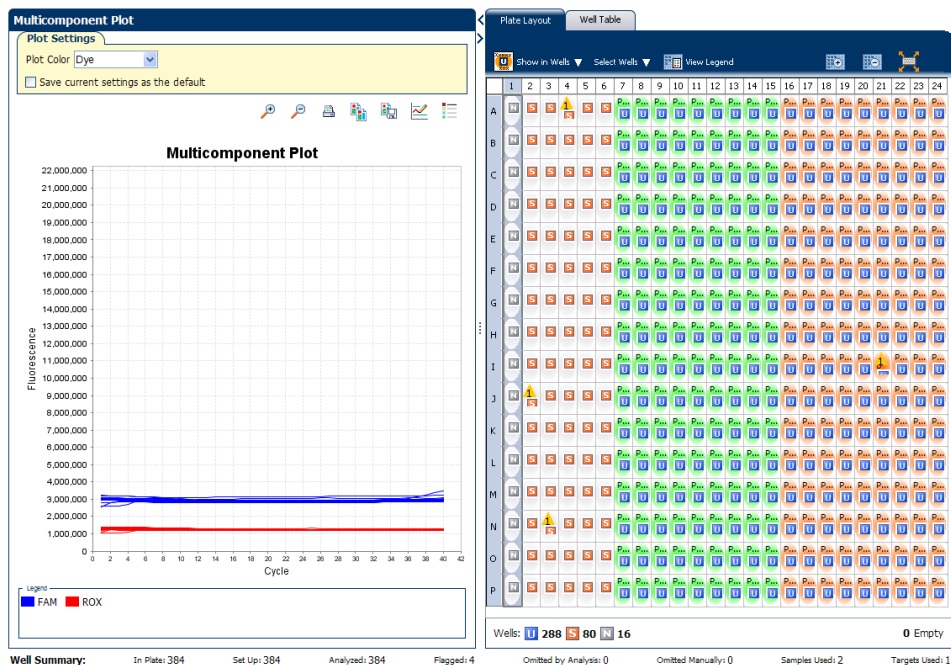 Multicomponent Plot
Plot Settings
Plot Color Dye
Save current settings as the default
Multicomponent Plot
22,000,000
21,000,000
20,000,000
19,000,000
18,000,000
17,000,000
16,000,000
15,000,000
14,000,000
13,000,000
12,000,000
11,000,000
10,000,000
9,000,000
8,000,000
7,000,000
6,000,000
5,000,000
4,000,000
3,000,000
2,000,000
1,000,000
0
Fluorescence
0 2 4 6 8 10 12 14 16 18 20 22 24 26 28 30 32 34 36 38 40 42
Cycle
Legend
FAM ROX
Plate Layout Well Table
U Show in Wells ▼ Select Wells ▼ View Legend
1 2 3 4 5 6 7 8 9 10 11 12 13 14 15 16 17 18 19 20 21 22 23 24
P... P... P... P... P... P... P... P... P... P... P... P... P... P... P... P... P... P...
A N S S 1 S S S U U U U U U U U U U U U U U U U U U
P... P... P... P... P... P... P... P... P... P... P... P... P... P... P... P... P... P...
B N S S S S S U U U U U U U U U U U U U U U U U U
P... P... P... P... P... P... P... P... P... P... P... P... P... P... P... P... P... P...
C N S S S S S U U U U U U U U U U U U U U U U U U
P... P... P... P... P... P... P... P... P... P... P... P... P... P... P... P... P... P...
D N S S S S S U U U U U U U U U U U U U U U U U U
P... P... P... P... P... P... P... P... P... P... P... P... P... P... P... P... P... P...
E N S S S S S U U U U U U U U U U U U U U U U U U
P... P... P... P... P... P... P... P... P... P... P... P... P... P... P... P... P... P...
F N S S S S S U U U U U U U U U U U U U U U U U U
P... P... P... P... P... P... P... P... P... P... P... P... P... P... P... P... P... P...
G N S S S S S U U U U U U U U U U U U U U U U U U
P... P... P... P... P... P... P... P... P... P... P... P... P... P... P... P... P... P...
H N S S S S S U U U U U U U U U U U U U U U U U U
P... P... P... P... P... P... P... P... P... P... P... P... P... P... P... P... P...
I N S S S S S U U U U U U U U U U U U U U 1 U U U
P... P... P... P... P... P... P... P... P... P... P... P... P... P... P... P... P... P...
J N 1 S S S S S U U U U U U U U U U U U U U U U U U
P... P... P... P... P... P... P... P... P... P... P... P... P... P... P... P... P... P...
K N S S S S S U U U U U U U U U U U U U U U U U U
P... P... P... P... P... P... P... P... P... P... P... P... P... P... P... P... P... P...
L N S S S S S U U U U U U U U U U U U U U U U U U
P... P... P... P... P... P... P... P... P... P... P... P... P... P... P... P... P... P...
M N S S S S S U U U U U U U U U U U U U U U U U U
P... P... P... P... P... P... P... P... P... P... P... P... P... P... P... P... P... P...
N N S 1 S S S S U U U U U U U U U U U U U U U U U U
P... P... P... P... P... P... P... P... P... P... P... P... P... P... P... P... P... P...
O N S S S S S U U U U U U U U U U U U U U U U U U
P... P... P... P... P... P... P... P... P... P... P... P... P... P... P... P... P... P...
P N S S S S S U U U U U U U U U U U U U U U U U U
Wells: U 288 S 80 N 16 0 Empty
Well Summary: In Plate: 384 Set Up: 384 Analyzed: 384 Flagged: 4 Omitted by Analysis: 0 Omitted Manually: 0 Samples Used: 2 Targets Used: 1